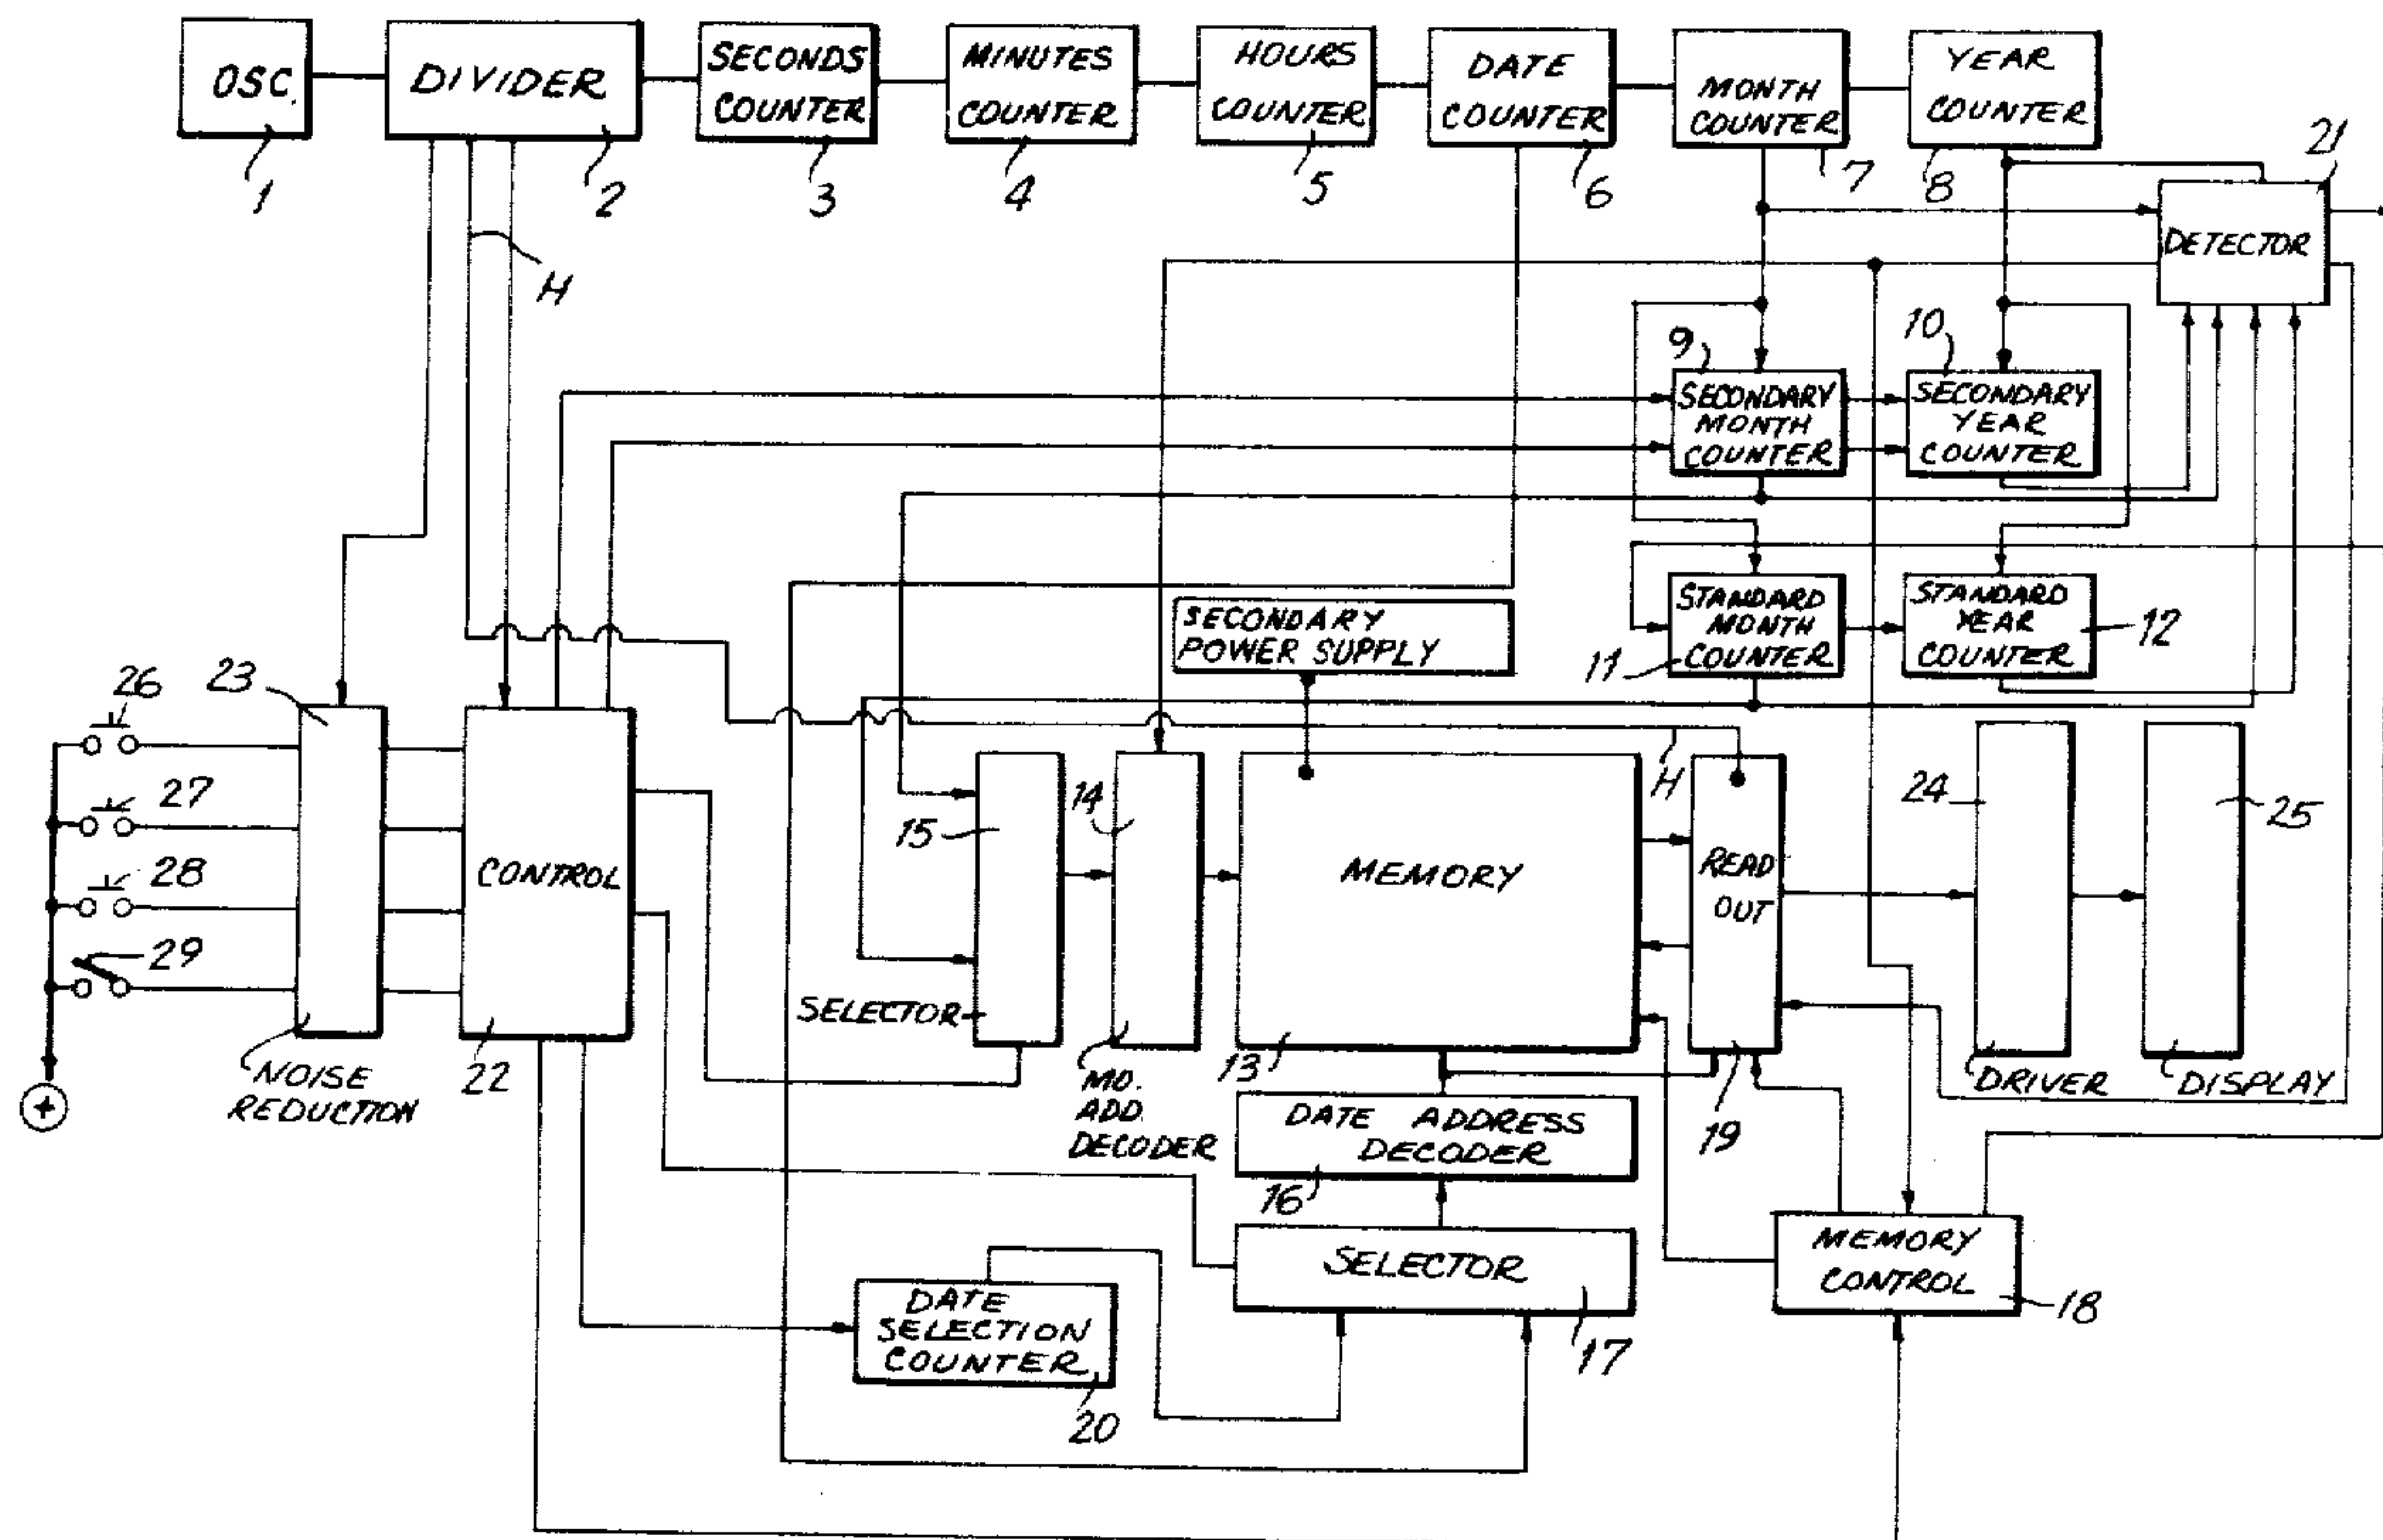 OSC.
DIVIDER
SECONDS
COUNTER
MINUTES
COUNTER
HOURS
COUNTER
DATE
COUNTER
MONTH
COUNTER
YEAR
COUNTER
1
2
3
4
5
6
7
8
21
DETECTOR
H
9
10
SECONDARY
MONTH
COUNTER
SECONDARY
YEAR
COUNTER
SECONDARY
POWER SUPPLY
STANDARD
MONTH
COUNTER
STANDARD
YEAR
COUNTER
11
12
23
26
27
28
29
CONTROL
22
NOISE
REDUCTION
+
15
SELECTOR
14
MO.
ADD.
DECODER
MEMORY
13
H
READ
OUT
19
24
DRIVER
25
DISPLAY
DATE ADDRESS
DECODER
16
SELECTOR
17
MEMORY
CONTROL
18
DATE
SELECTION
COUNTER
20